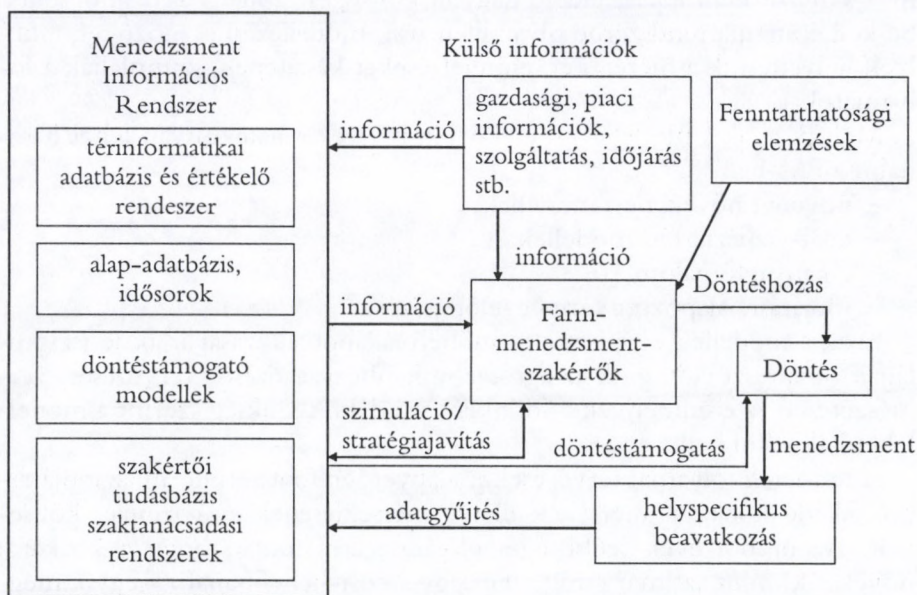 Menedzsment
Információs
Rendszer
térinformatikai
adatbázis és értékelő
rendeszer
alap-adatbázis,
idősorok
döntéstámogató
modellek
szakértői
tudásbázis
szaktanácsadási
rendszerek
Külső információk
gazdasági, piaci
információk,
szolgáltatás, időjárás
stb.
Fenntarthatósági
elemzések
információ
információ
Döntéshozás
információ
Farm-
menedzsment-
szakértők
Döntés
szimuláció/
stratégiajavítás
döntéstámogatás
menedzsment
adatgyűjtés
helyspecifikus
beavatkozás